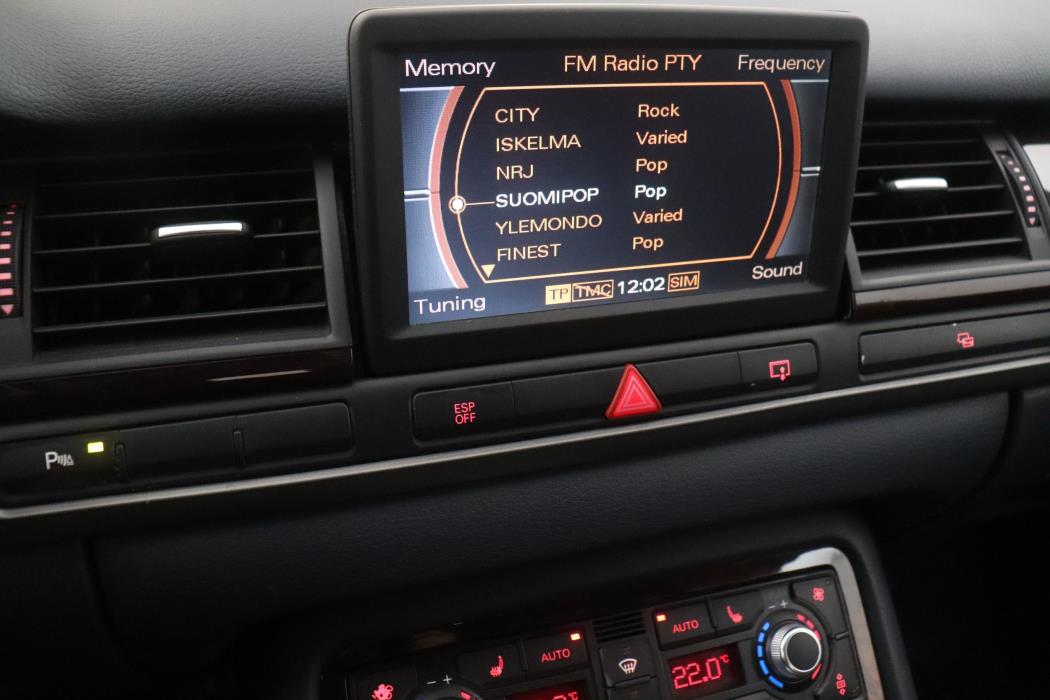 Memory FM Radio PTY Frequency
CITY Rock
ISKELMA Varied
NRJ Pop
SUOMIPOP Pop
YLEMONDO Varied
FINEST Pop
Tuning TP TMC 12:02 SIM Sound
ESP
OFF
P
AUTO
AUTO
22.0°C